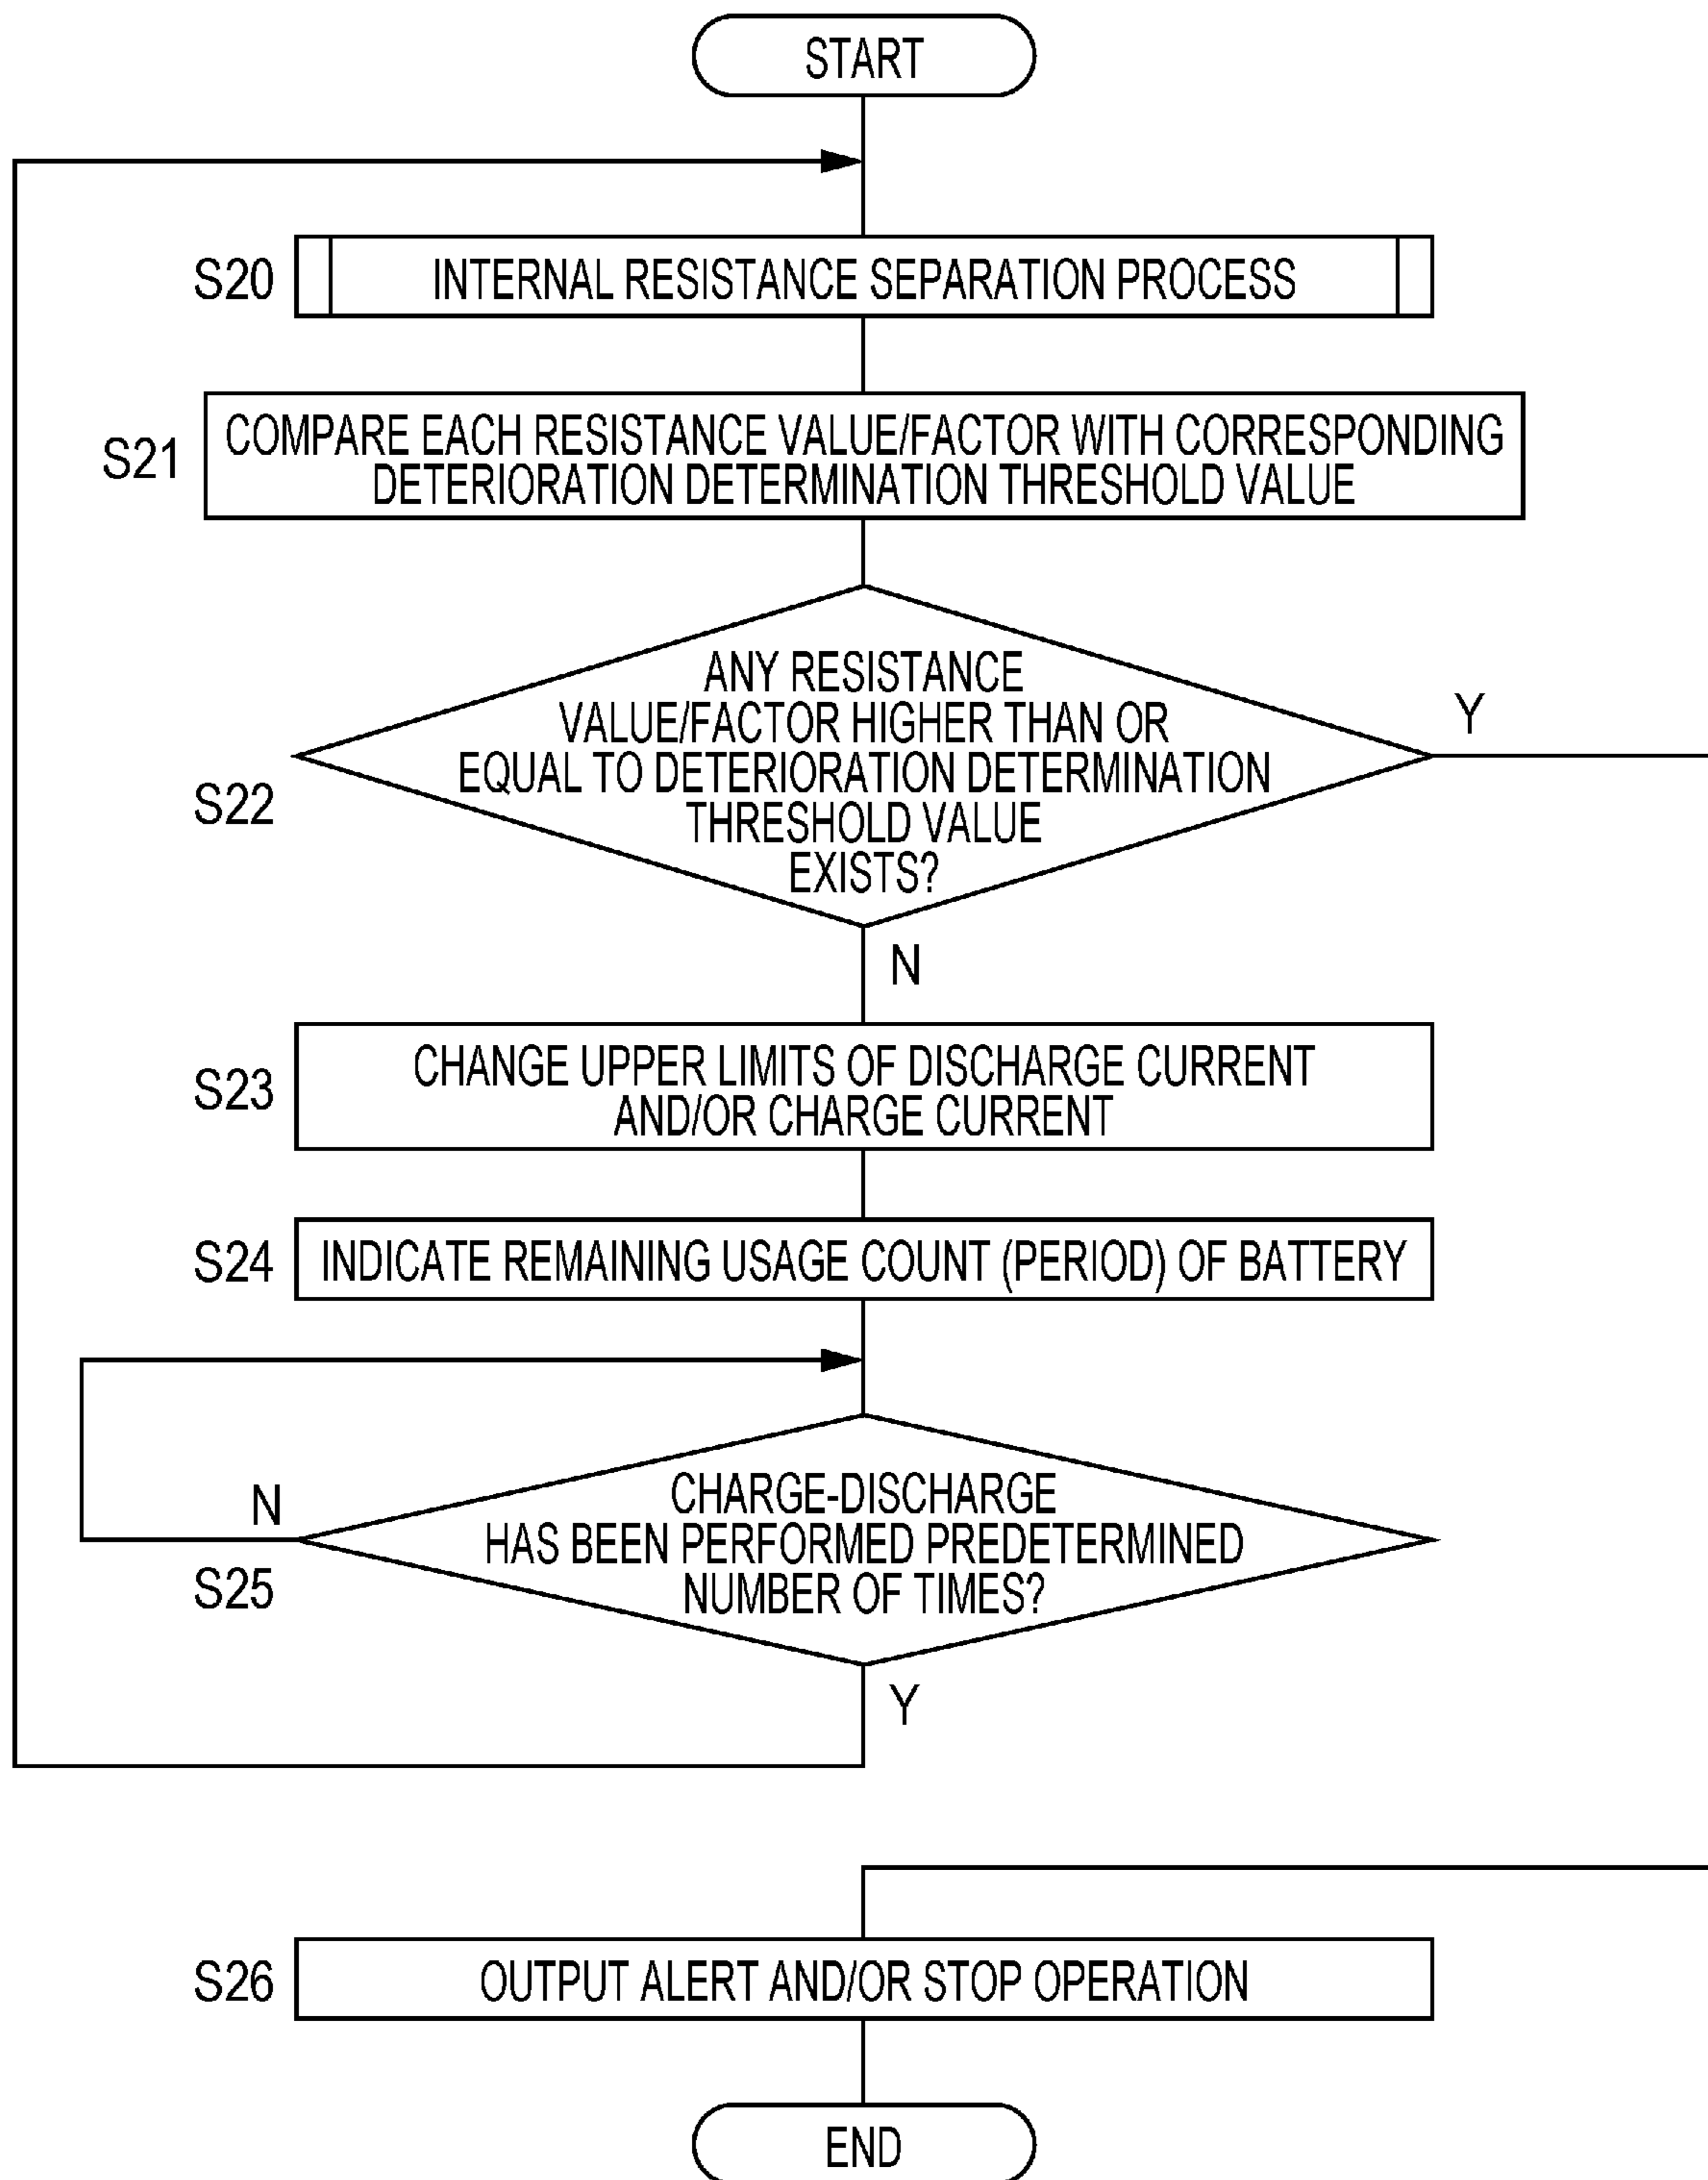 START
S20
INTERNAL RESISTANCE SEPARATION PROCESS
S21
COMPARE EACH RESISTANCE VALUE/FACTOR WITH CORRESPONDING
DETERIORATION DETERMINATION THRESHOLD VALUE
S22
ANY RESISTANCE
VALUE/FACTOR HIGHER THAN OR
EQUAL TO DETERIORATION DETERMINATION
THRESHOLD VALUE
EXISTS?
Y
N
S23
CHANGE UPPER LIMITS OF DISCHARGE CURRENT
AND/OR CHARGE CURRENT
S24
INDICATE REMAINING USAGE COUNT (PERIOD) OF BATTERY
N
S25
CHARGE-DISCHARGE
HAS BEEN PERFORMED PREDETERMINED
NUMBER OF TIMES?
Y
S26
OUTPUT ALERT AND/OR STOP OPERATION
END